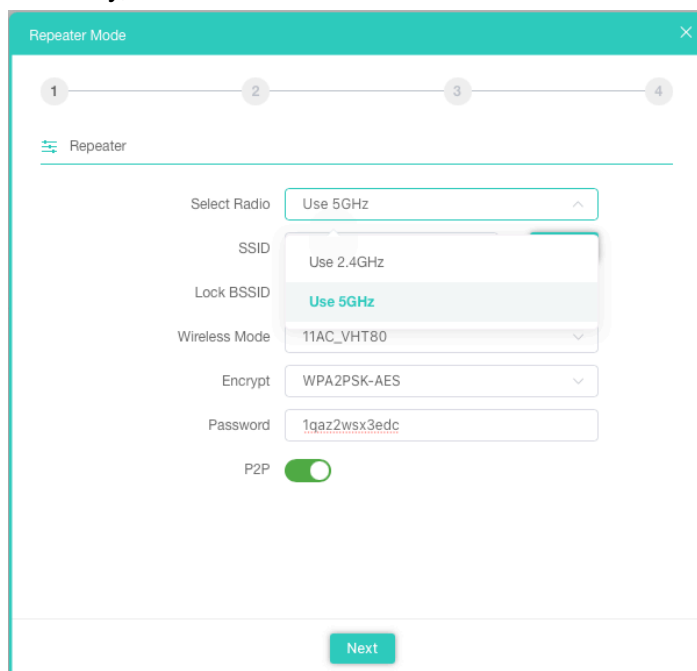 Repeater Mode
1 2 3 4
Repeater
Select Radio Use 5GHz
SSID
Use 2.4GHz
Lock BSSID
Use 5GHz
Wireless Mode 11AC_VHT80
Encrypt WPA2PSK-AES
Password 1qaz2wsx3edc
P2P
Next